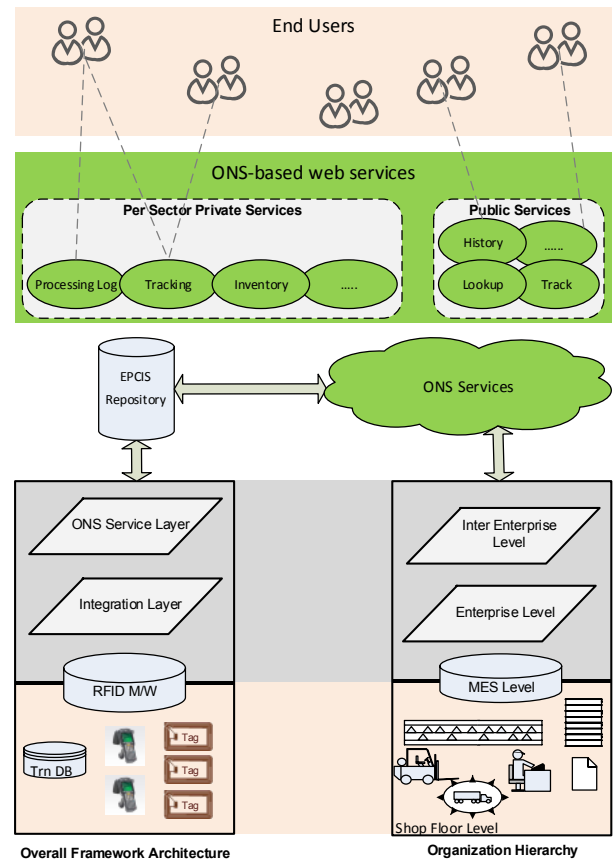 End Users
ONS-based web services
Per Sector Private Services
Public Services
History
......
Processing Log
Tracking
Inventory
.....
Lookup
Track
EPCIS
Repository
ONS Services
ONS Service Layer
Inter Enterprise
Level
Integration Layer
Enterprise Level
RFID M/W
MES Level
Trn DB
Tag
Tag
Tag
Shop Floor Level
Overall Framework Architecture
Organization Hierarchy